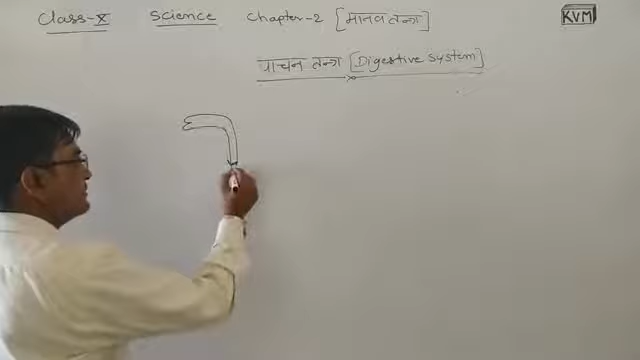 Class-X Science Chapter-2 [मानव तन्त्र] KVM
पाचन तन्त्र [Digestive System]